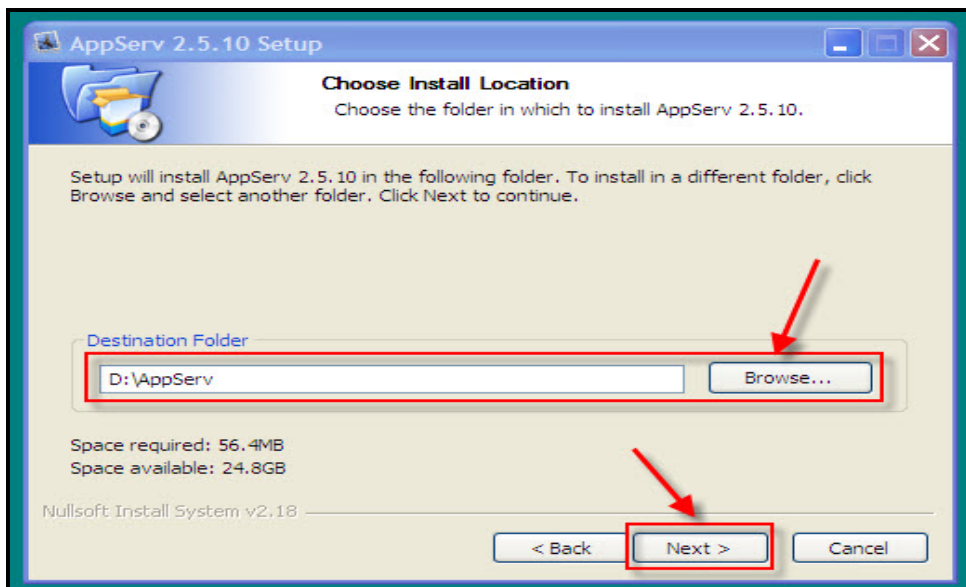 AppServ 2.5.10 Setup
Choose Install Location
Choose the folder in which to install AppServ 2.5.10.
Setup will install AppServ 2.5.10 in the following folder. To install in a different folder, click
Browse and select another folder. Click Next to continue.
Destination Folder
D:\AppServ
Browse...
Space required: 56.4MB
Space available: 24.8GB
Nullsoft Install System v2.18
< Back
Next >
Cancel